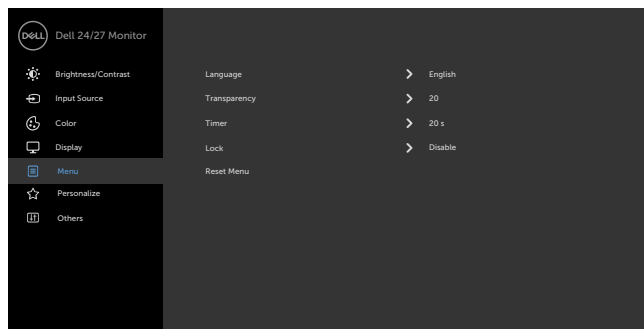 DELL Dell 24/27 Monitor
Brightness/Contrast
Input Source
Color
Display
Menu
Personalize
Others
Language English
Transparency 20
Timer 20 s
Lock Disable
Reset Menu